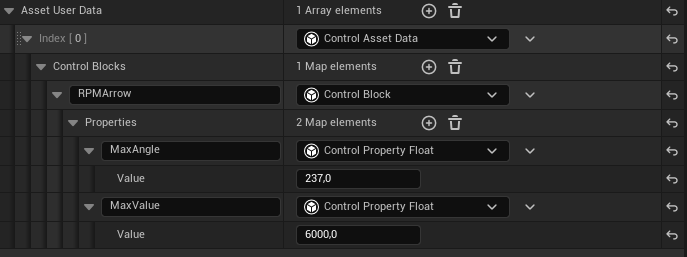 Asset User Data 1 Array elements
Index [ 0 ] Control Asset Data
Control Blocks 1 Map elements
RPMArrow Control Block
Properties 2 Map elements
MaxAngle Control Property Float
Value 237,0
MaxValue Control Property Float
Value 6000,0